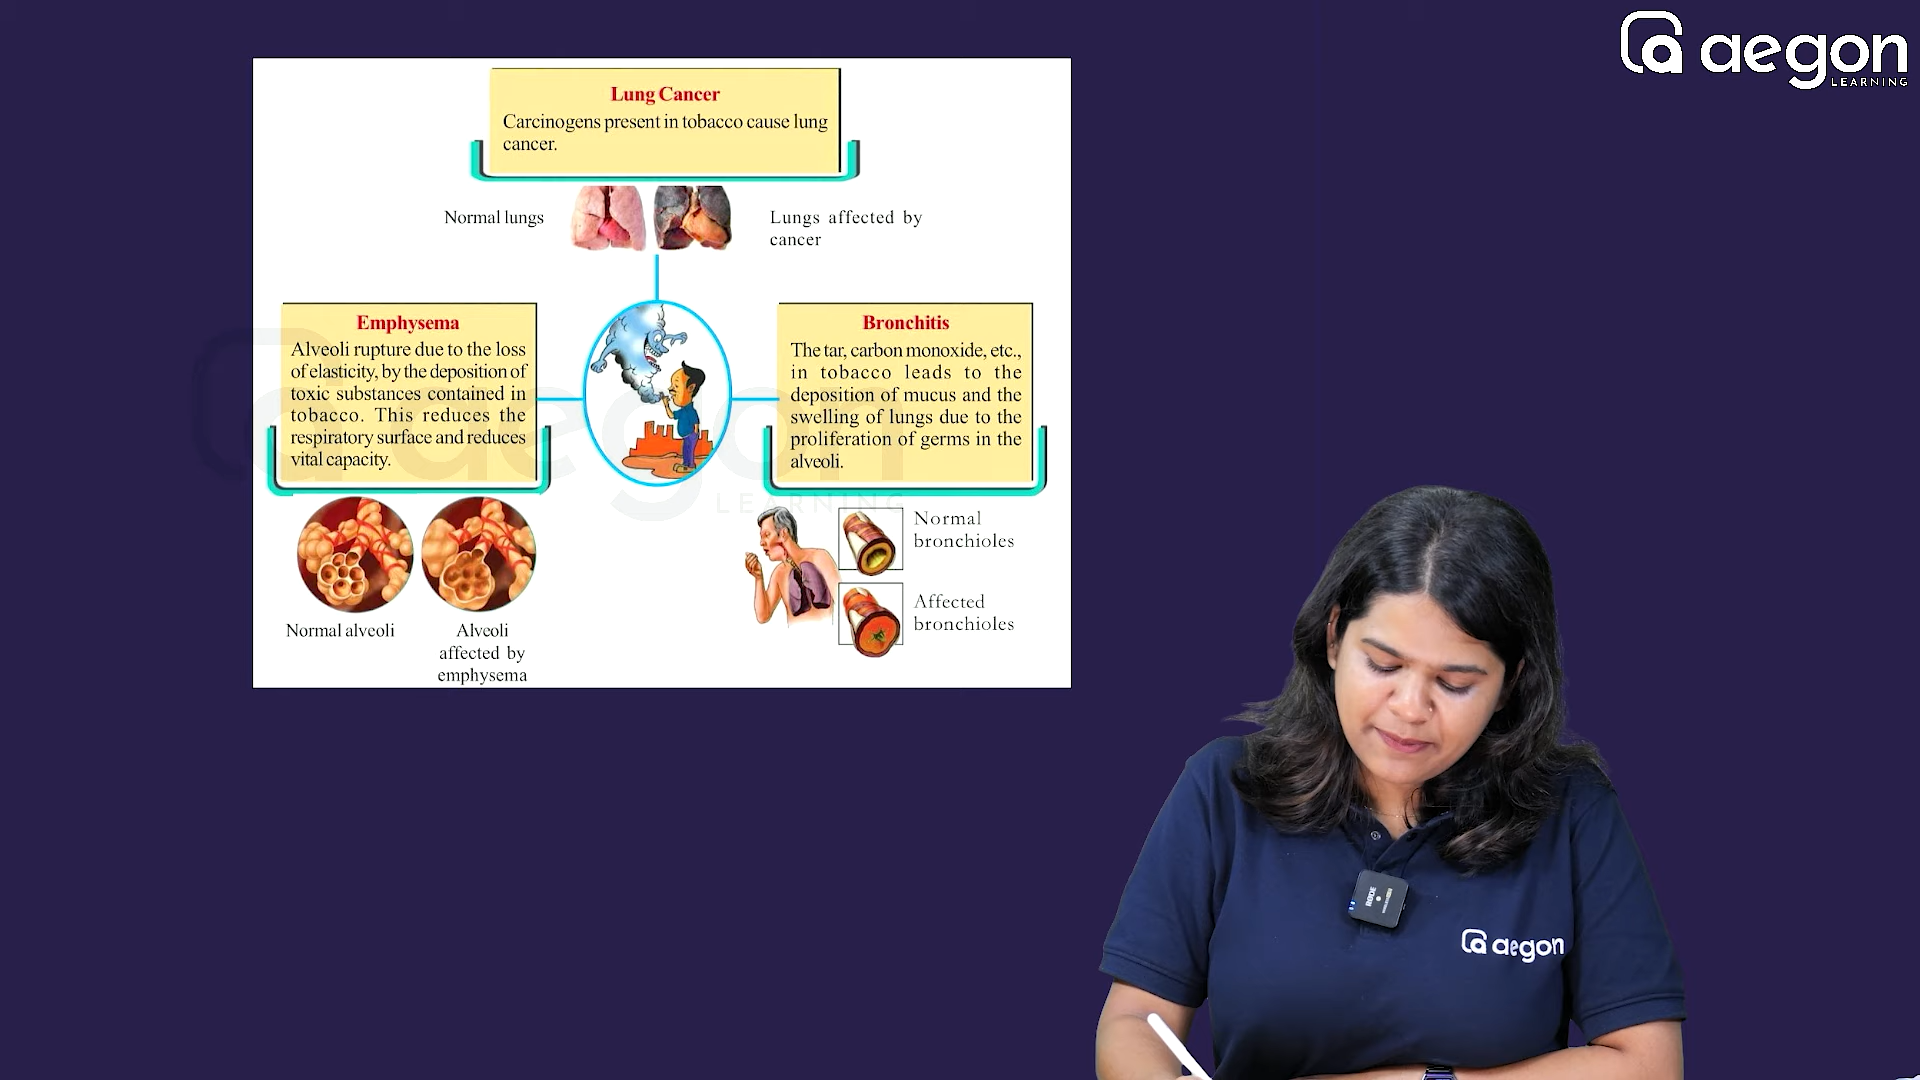 aegon
LEARNING
Lung Cancer
Carcinogens present in tobacco cause lung
cancer.
Normal lungs
Lungs affected by
cancer
Emphysema
Alveoli rupture due to the loss
of elasticity, by the deposition of
toxic substances contained in
tobacco. This reduces the
respiratory surface and reduces
vital capacity.
Bronchitis
The tar, carbon monoxide, etc.,
in tobacco leads to the
deposition of mucus and the
swelling of lungs due to the
proliferation of germs in the
alveoli.
aegon
LEARNING
Normal alveoli
Alveoli
affected by
emphysema
Normal
bronchioles
Affected
bronchioles
RØDE
aegon